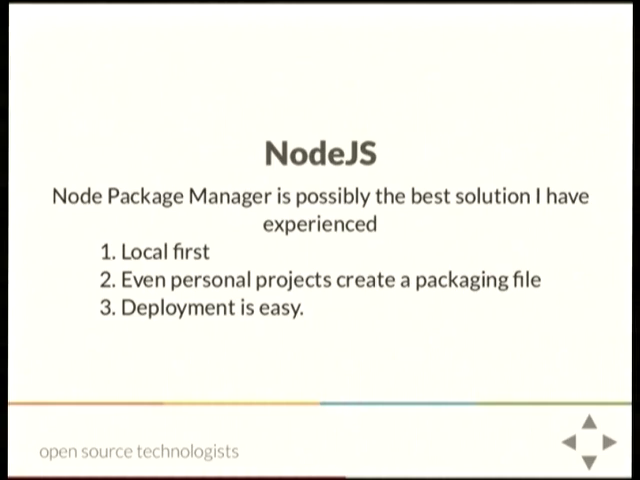 NodeJS
Node Package Manager is possibly the best solution I have
experienced
1. Local first
2. Even personal projects create a packaging file
3. Deployment is easy.
open source technologists